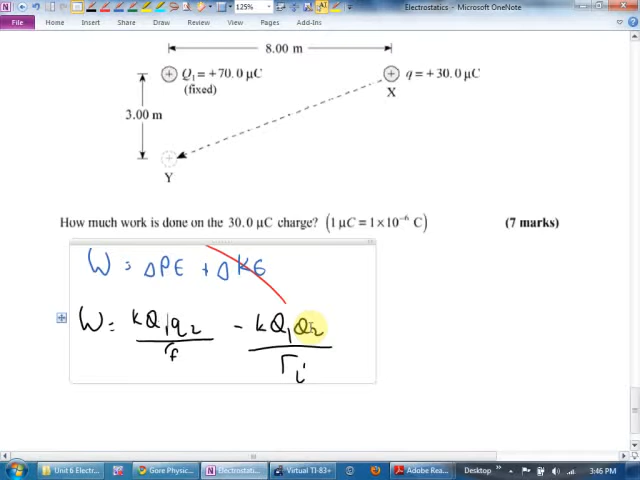 Electrostatics - Microsoft OneNote
125%
File Home Insert Share Draw Review View Pages Add-Ins
8.00 m
Q₁ = +70.0 μC
(fixed)
q = +30.0 μC
X
3.00 m
Y
How much work is done on the 30.0 μC charge? (1 μC = 1×10⁻⁶ C) (7 marks)
W = ΔPE + ΔKE
W = kQ₁q₂/rf - kQ₁Q₂/ri
Unit 6 Electr... Gore Physic... Electrostati... Virtual TI-83+ Adobe Rea... Desktop 3:46 PM